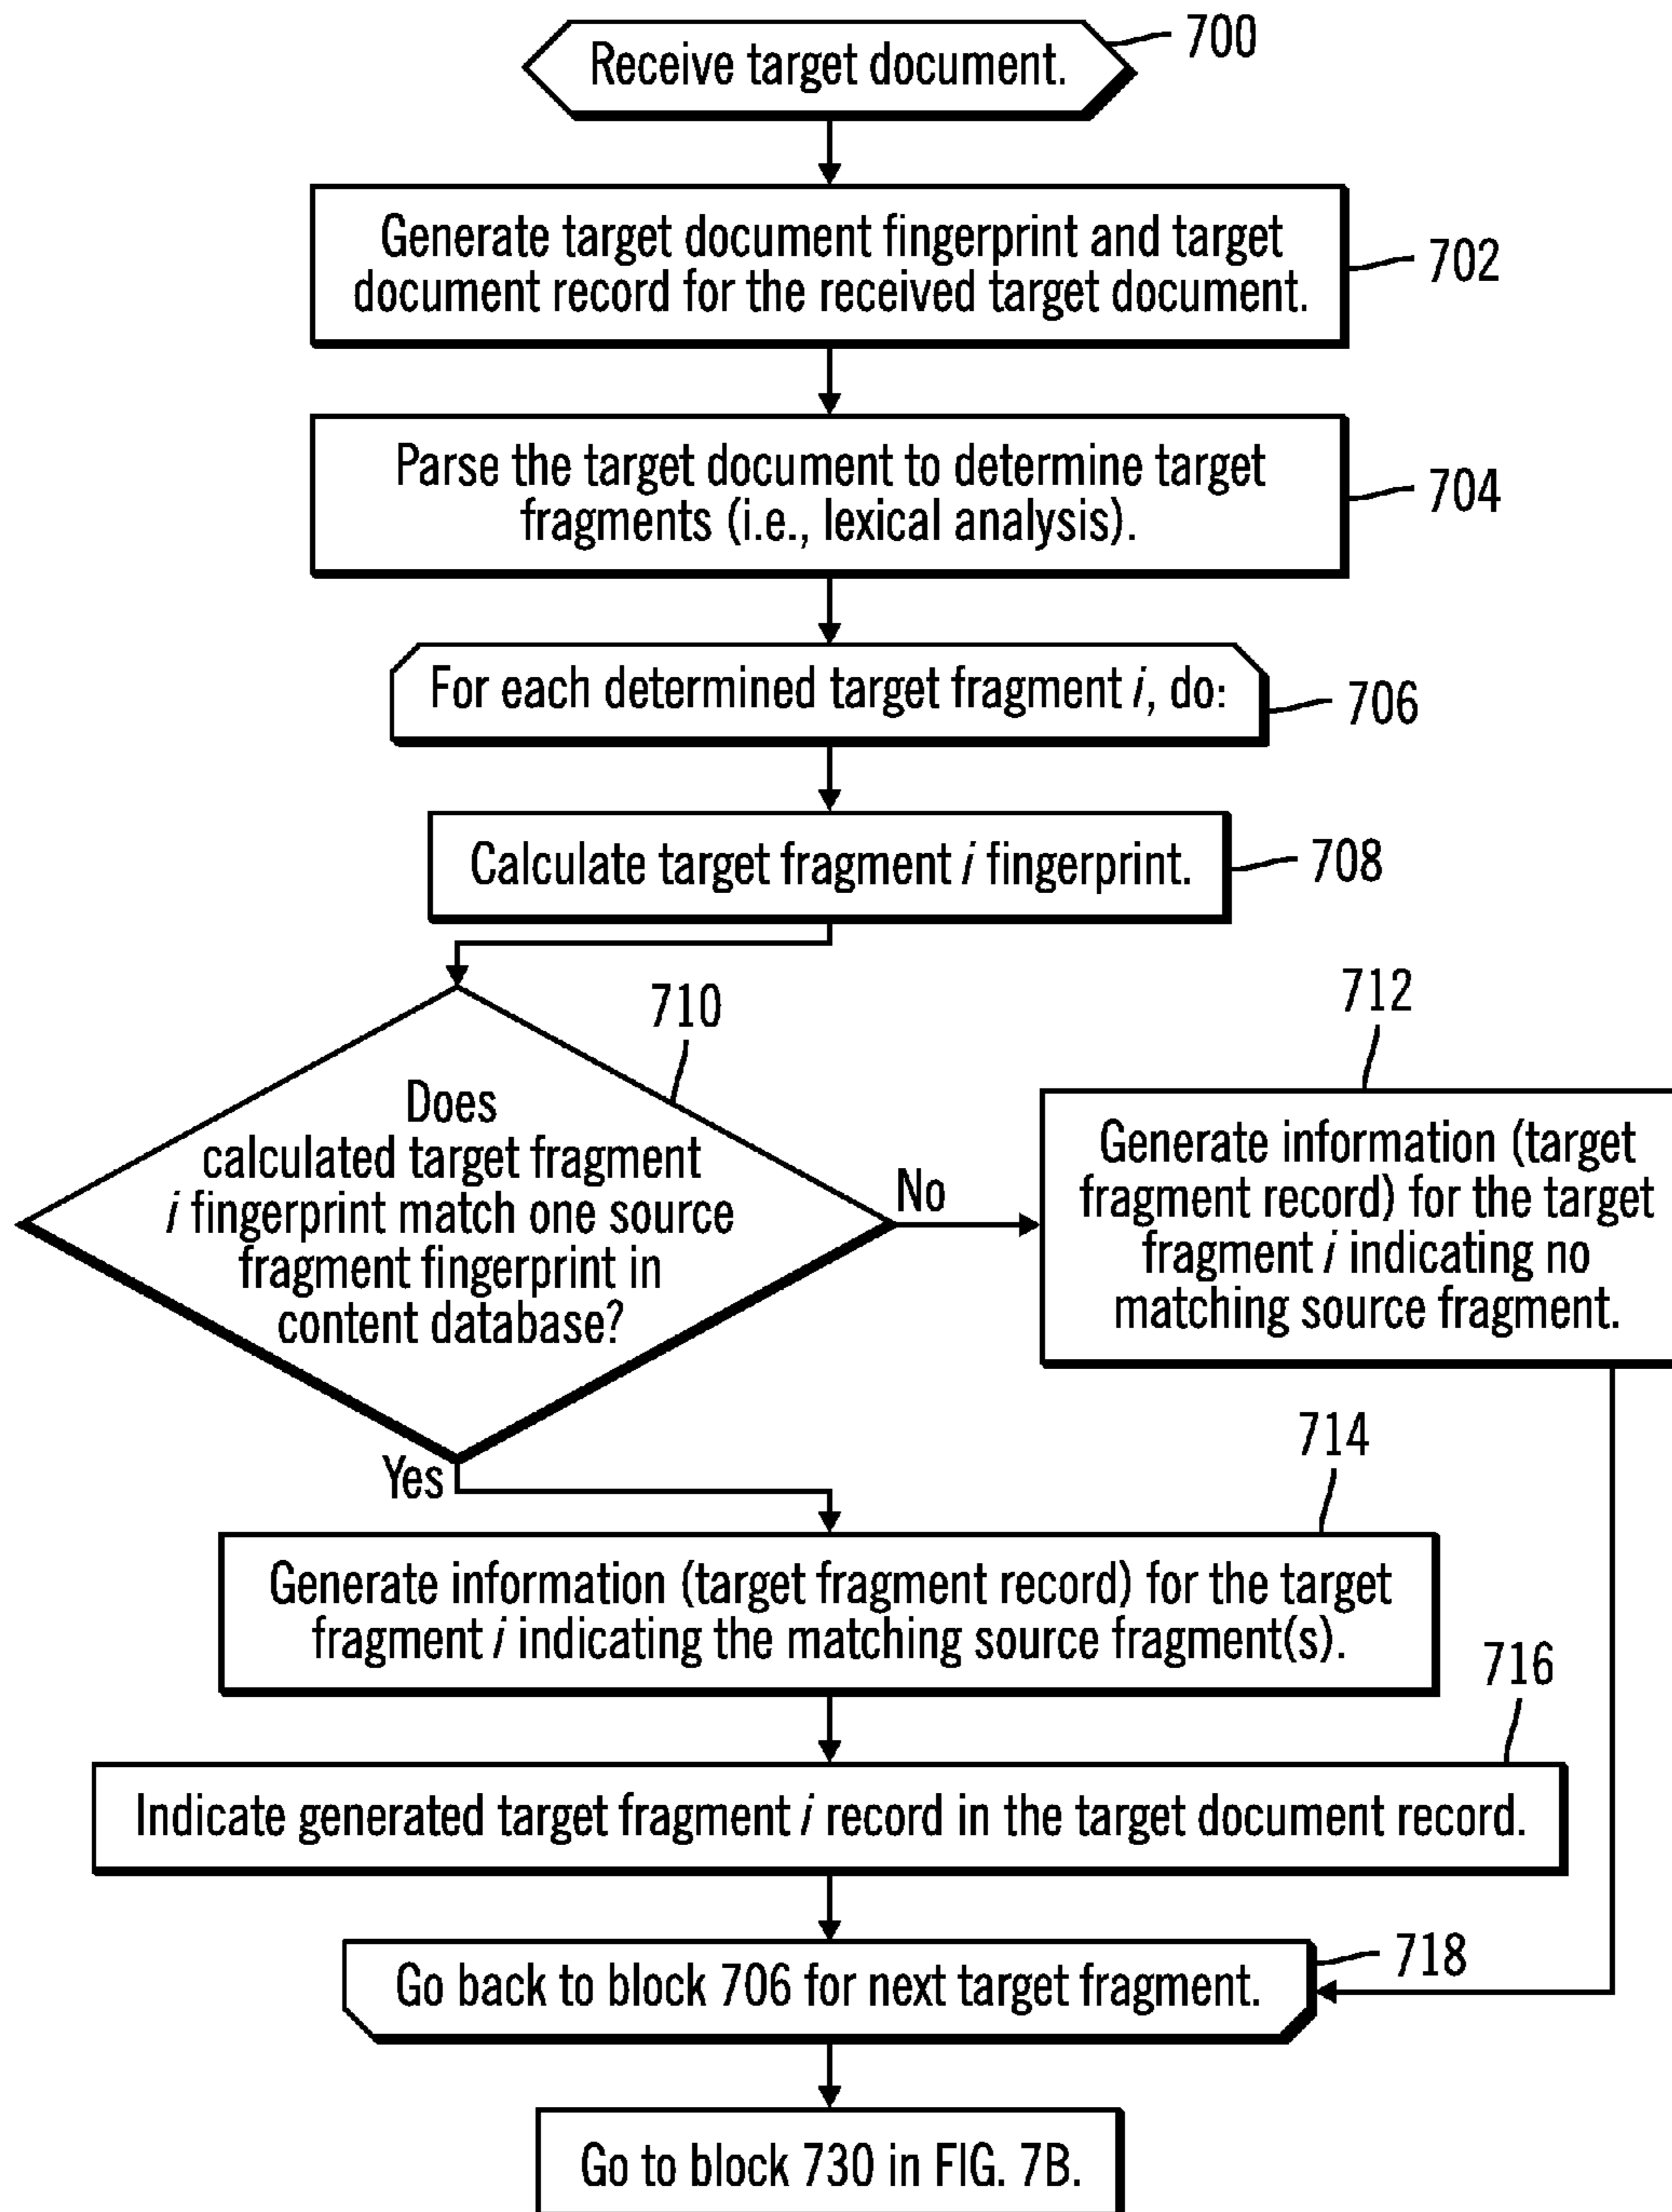 Receive target document.
700
Generate target document fingerprint and target
document record for the received target document.
702
Parse the target document to determine target
fragments (i.e., lexical analysis).
704
For each determined target fragment i, do:
706
Calculate target fragment i fingerprint.
708
710
Does
calculated target fragment
i fingerprint match one source
fragment fingerprint in
content database?
No
712
Generate information (target
fragment record) for the target
fragment i indicating no
matching source fragment.
Yes
714
Generate information (target fragment record) for the target
fragment i indicating the matching source fragment(s).
716
Indicate generated target fragment i record in the target document record.
Go back to block 706 for next target fragment.
718
Go to block 730 in FIG. 7B.